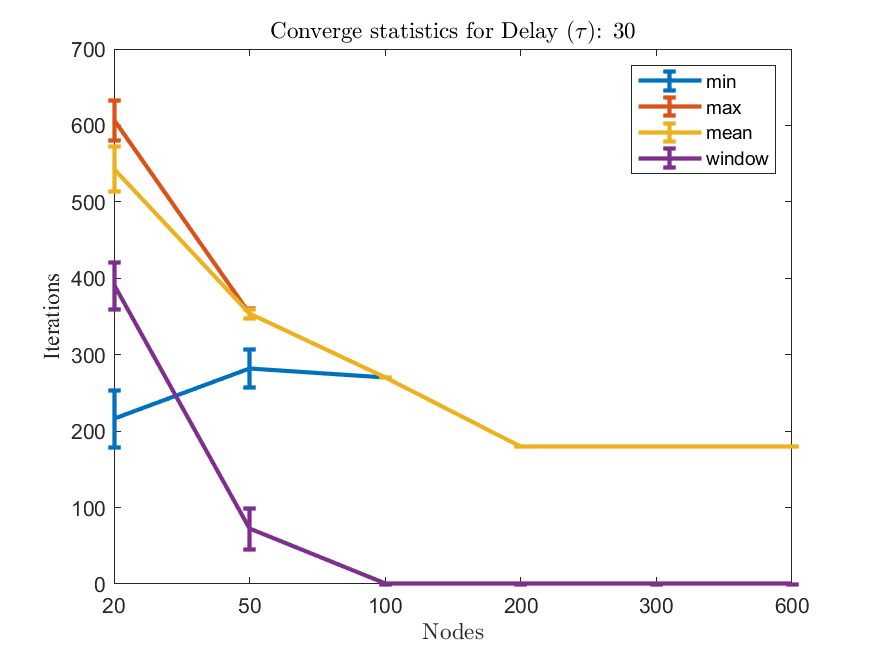 Converge statistics for Delay (τ): 30
700
600
500
400
300
200
100
0
Iterations
min
max
mean
window
20 50 100 200 300 600
Nodes